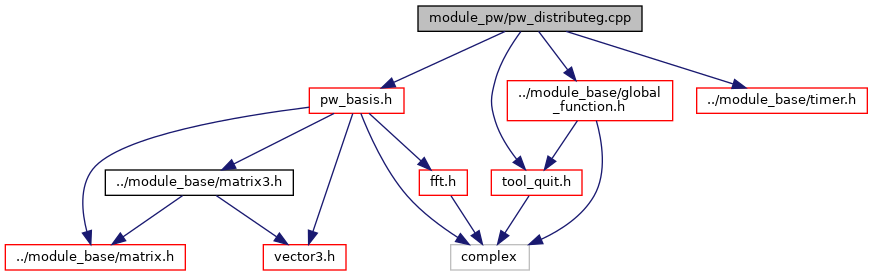 module_pw/pw_distributeg.cpp
pw_basis.h
../module_base/global
_function.h
../module_base/timer.h
../module_base/matrix3.h
fft.h
tool_quit.h
../module_base/matrix.h
vector3.h
complex